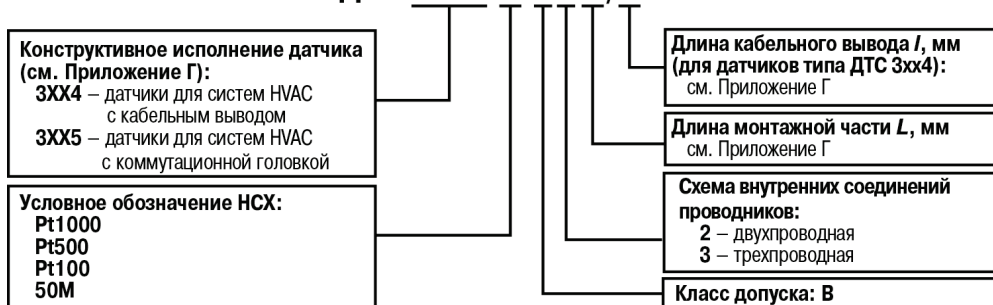 Конструктивное исполнение датчика
(см. Приложение Г):
3XX4 – датчики для систем HVAC
с кабельным выводом
3XX5 – датчики для систем HVAC
с коммутационной головкой
Условное обозначение НСХ:
Pt1000
Pt500
Pt100
50М
Длина кабельного вывода l, мм
(для датчиков типа ДТС 3хх4):
см. Приложение Г
Длина монтажной части L, мм
см. Приложение Г
Схема внутренних соединений
проводников:
2 – двухпроводная
3 – трехпроводная
Класс допуска: В